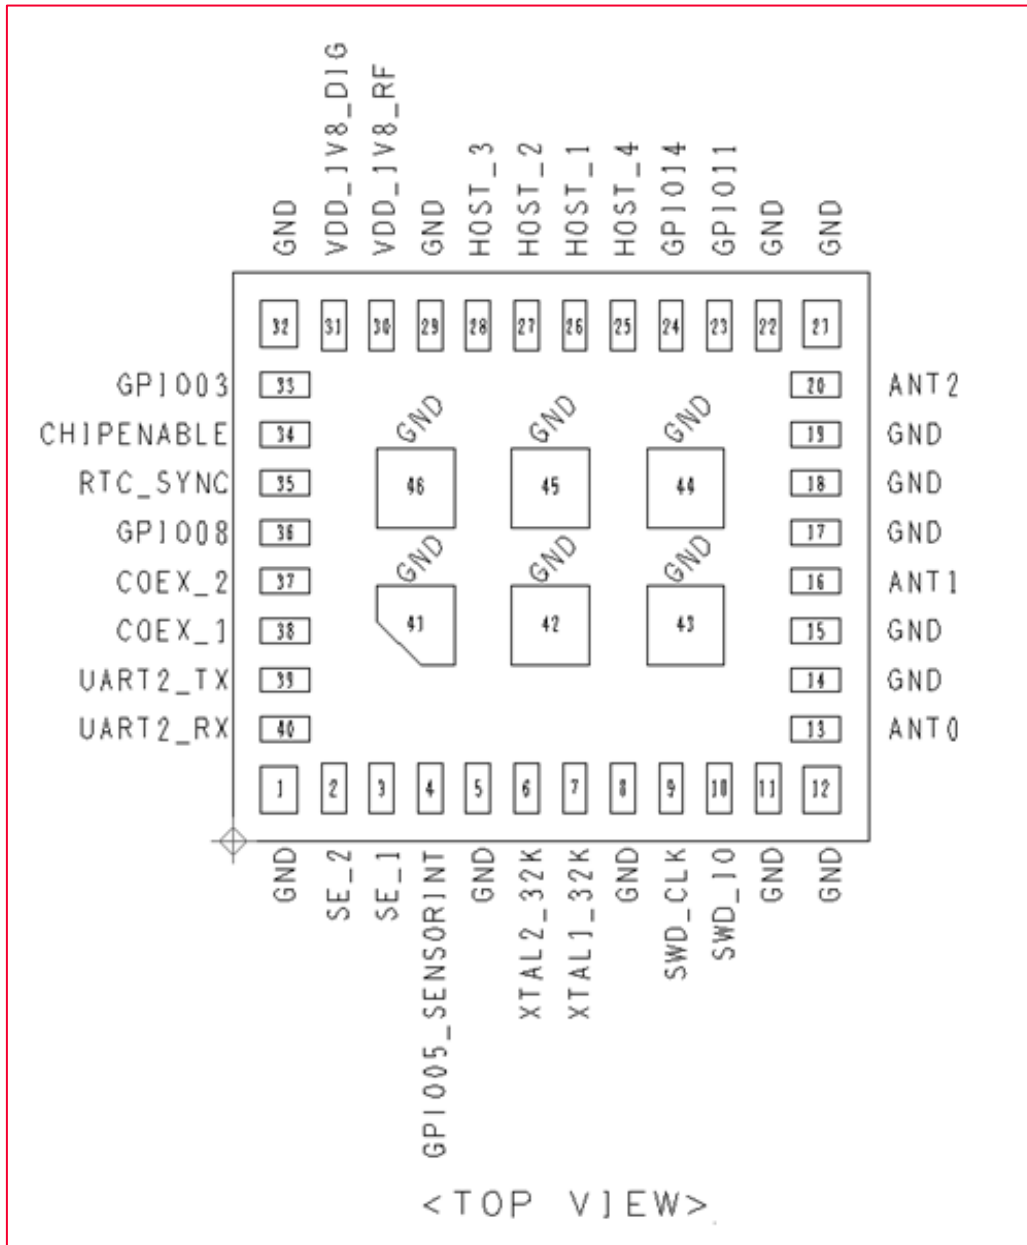 GND
VDD_1V8_DIG
VDD_1V8_RF
GND
HOST_3
HOST_2
HOST_1
HOST_4
GPIO14
GPIO11
GND
GND
32 31 30 29 28 27 26 25 24 23 22 21
GPIO03 33 20 ANT2
CHIPENABLE 34 19 GND
RTC_SYNC 35 18 GND
GPIO08 36 17 GND
COEX_2 37 16 ANT1
COEX_1 38 15 GND
UART2_TX 39 14 GND
UART2_RX 40 13 ANT0
GND GND GND
46 45 44
GND GND GND
41 42 43
1 2 3 4 5 6 7 8 9 10 11 12
GND
SE_2
SE_1
GPIO05_SENSORINT
GND
XTAL2_32K
XTAL1_32K
GND
SWD_CLK
SWD_IO
GND
GND
<TOP VIEW>